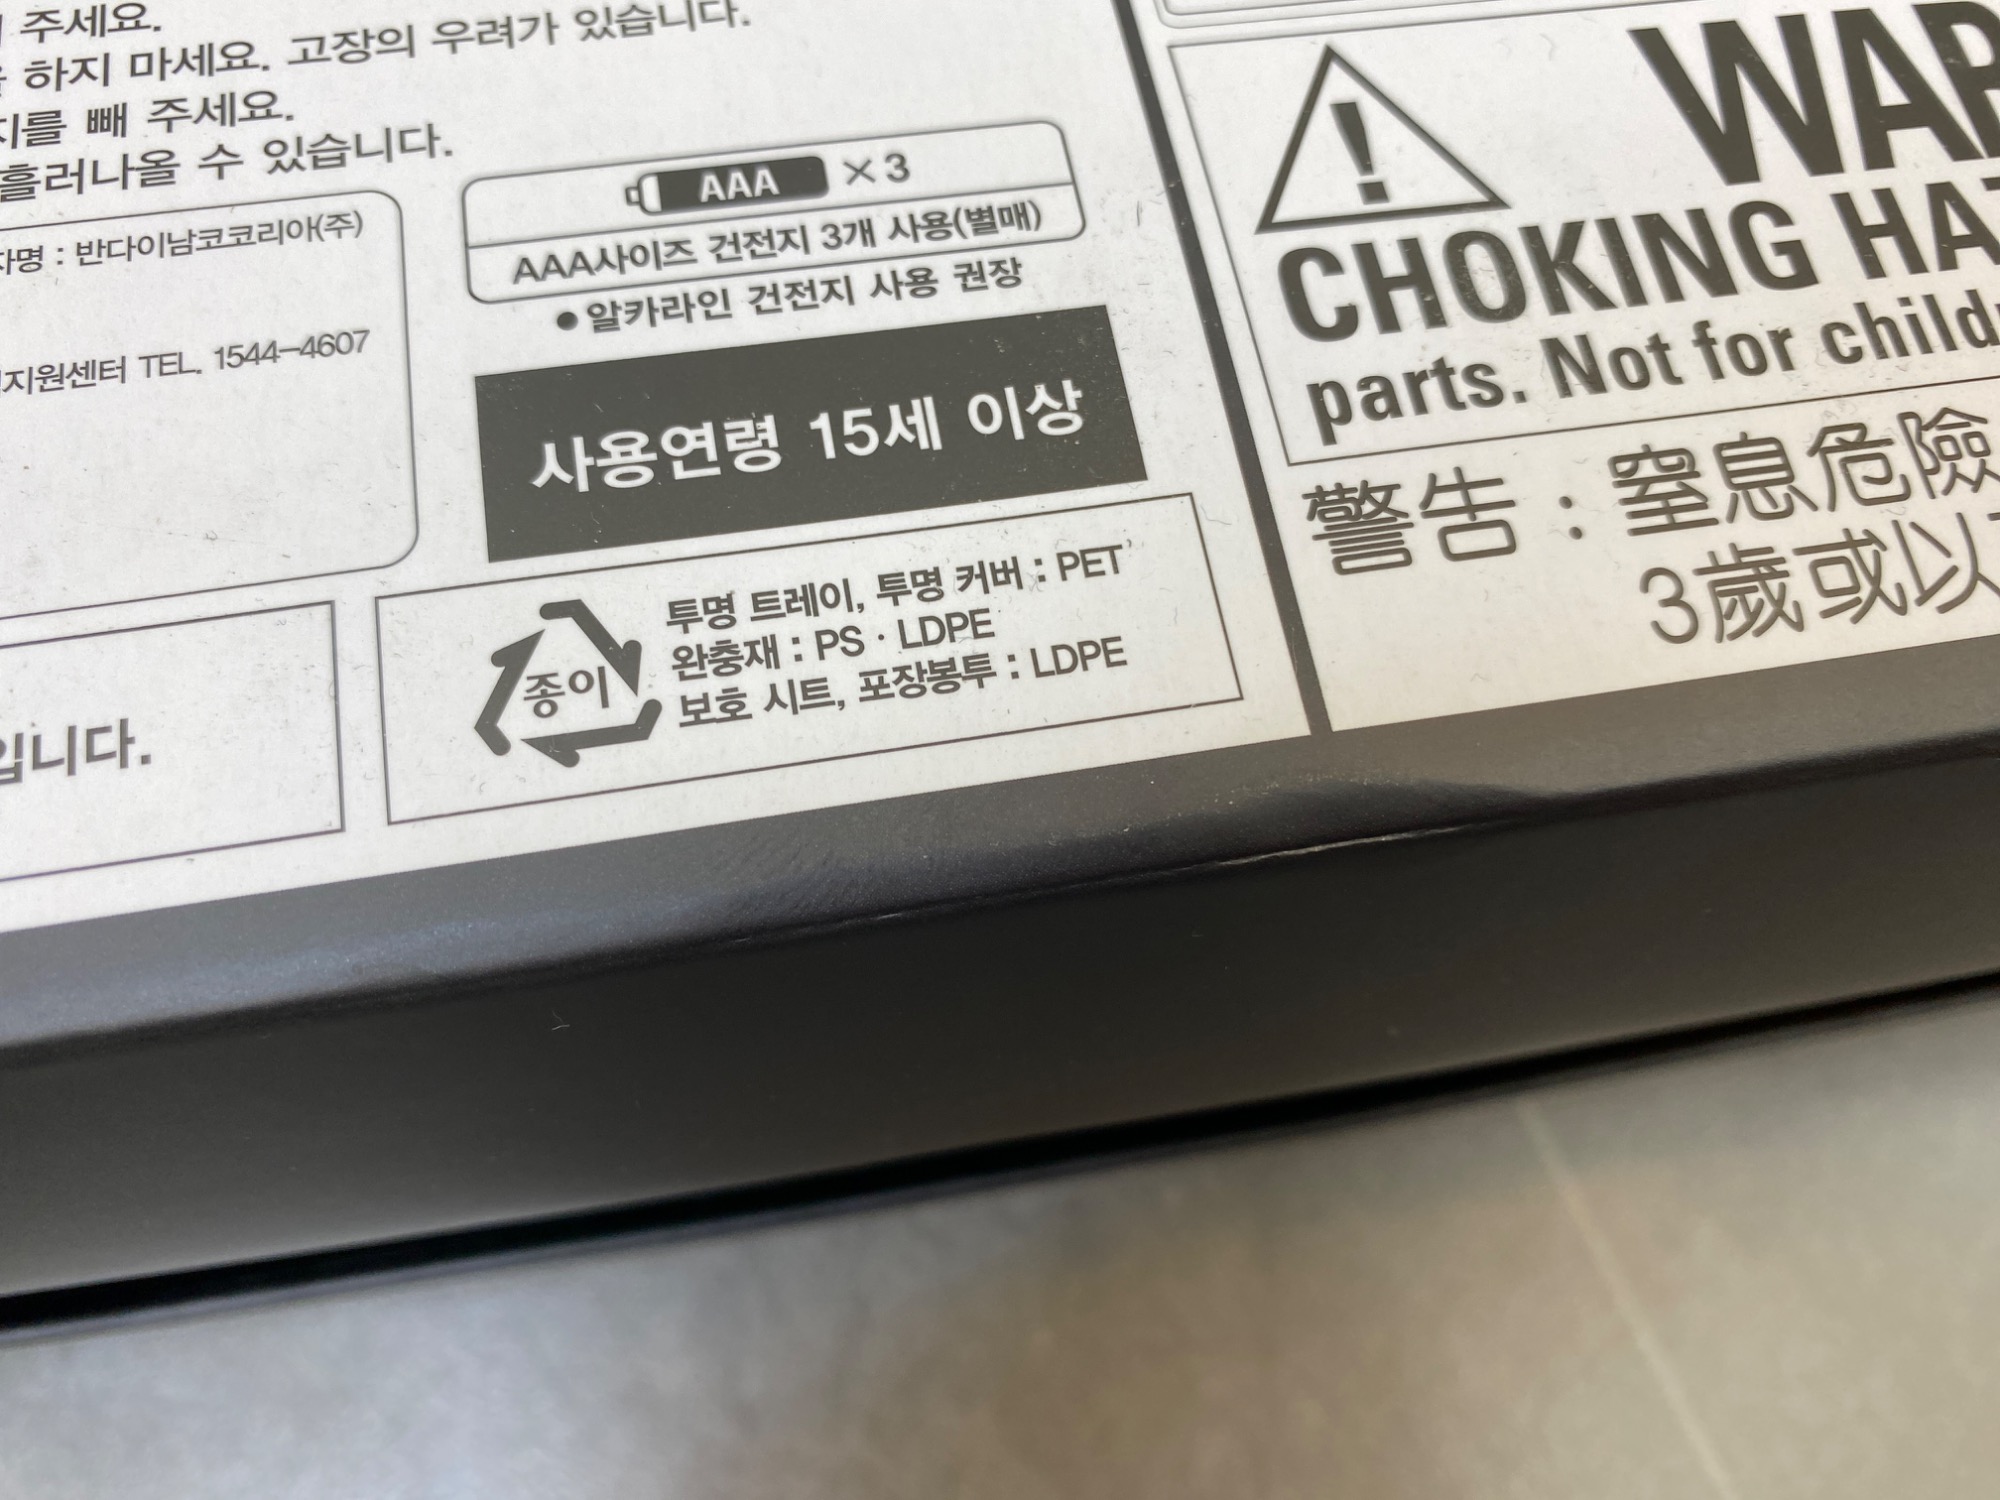 주세요.
하지 마세요. 고장의 우려가 있습니다.
지를 빼 주세요.
흘러나올 수 있습니다.
자명 : 반다이남코코리아(주)
지원센터 TEL. 1544-4607
입니다.
AAA ×3
AAA사이즈 건전지 3개 사용(별매)
●알카라인 건전지 사용 권장
사용연령 15세 이상
종이
투명 트레이, 투명 커버 : PET
완충재 : PS · LDPE
보호 시트, 포장봉투 : LDPE
WAR
CHOKING HAZ
parts. Not for child
警告 : 窒息危險
3歲或以下